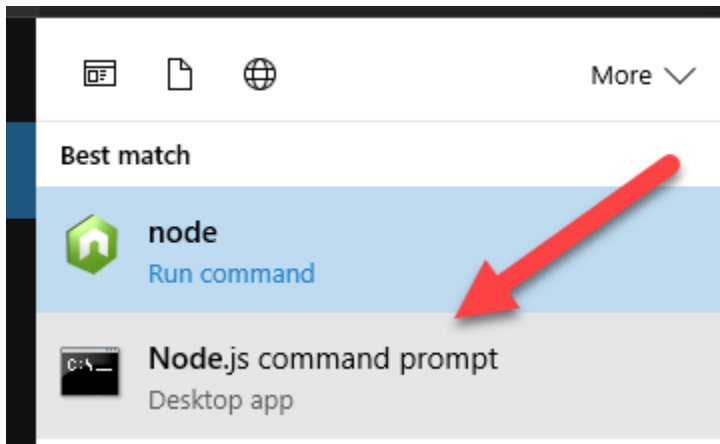 More
Best match
node
Run command
C:\_
Node.js command prompt
Desktop app